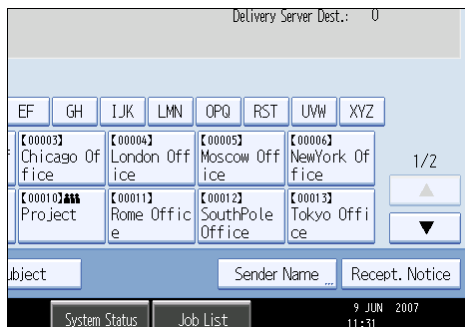 Delivery Server Dest.: 0
EF GH IJK LMN OPQ RST UVW XYZ
【00003】 【00004】 【00005】 【00006】
Chicago Of London Off Moscow Off NewYork Of
fice ice ice fice
1/2
【00010】 【00011】 【00012】 【00013】
Project Rome Offic SouthPole Tokyo Offi
e Office ce
ubject Sender Name ... Recept. Notice
System Status Job List 9 JUN 2007
11:31